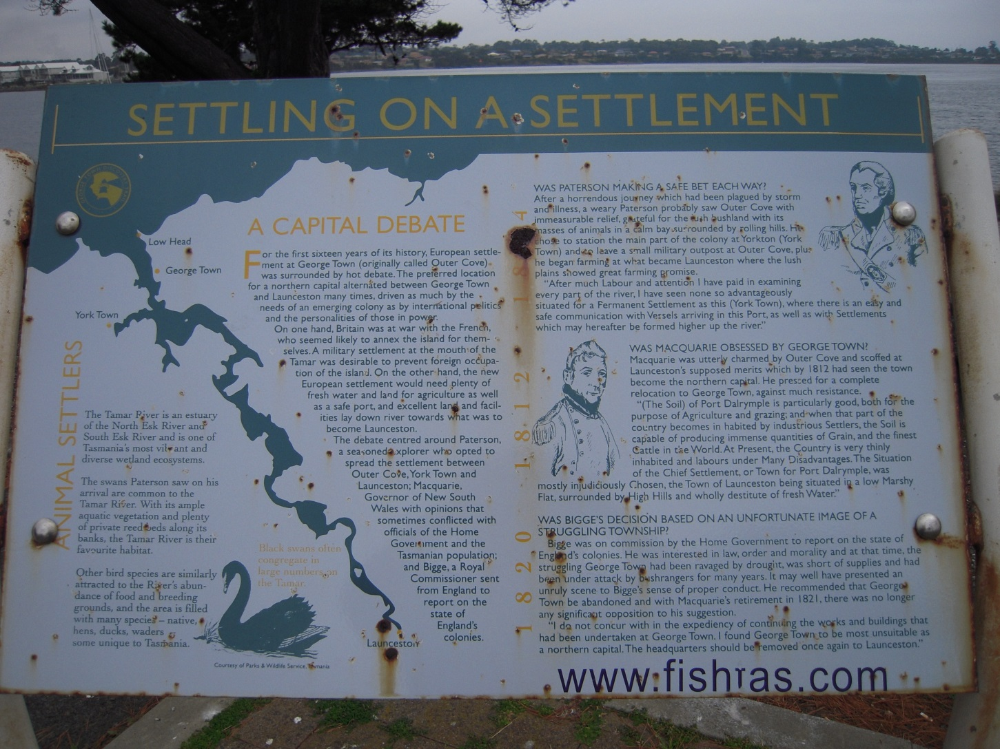 SETTLING ON A SETTLEMENT
Low Head
George Town
York Town
Launceston
A CAPITAL DEBATE
For the first sixteen years of its history, European settle-
ment at George Town (originally called Outer Cove)
was surrounded by hot debate. The preferred location
for a northern capital alternated between George Town
and Launceston many times, driven as much by the
needs of an emerging colony as by international politics
and the personalities of those in power.
On one hand, Britain was at war with the French,
who seemed likely to annex the island for them-
selves. A military settlement at the mouth of the
Tamar was desirable to prevent foreign occupa-
tion of the island. On the other hand, the new
European settlement would need plenty of
fresh water and land for agriculture as well
as a safe port, and excellent land and facil-
ities lay down river towards what was to
become Launceston.
The debate centred around Paterson,
a seasoned explorer who opted to
spread the settlement between
Outer Cove, York Town and
Launceston; Macquarie,
Governor of New South
Wales with opinions that
sometimes conflicted with
officials of the Home
Government and the
Tasmanian population;
and Bigge, a Royal
Commissioner sent
from England to
report on the
state of
England's
colonies.
ANIMAL SETTLERS
The Tamar River is an estuary
of the North Esk River and
South Esk River and is one of
Tasmania's most vibrant and
diverse wetland ecosystems.
The swans Paterson saw on his
arrival are common to the
Tamar River. With its ample
aquatic vegetation and plenty
of private reed beds along its
banks, the Tamar River is their
favourite habitat.
Other bird species are similarly
attracted to the River's abun-
dance of food and breeding
grounds, and the area is filled
with many species – native,
hens, ducks, waders
some unique to Tasmania.
Black swans often
congregate in
large numbers on
the Tamar.
Courtesy of Parks & Wildlife Service, Tasmania
WAS PATERSON MAKING A SAFE BET EACH WAY?
After a horrendous journey which had been plagued by storm
and illness, a weary Paterson probably saw Outer Cove with
immeasurable relief, grateful for the lush bushland with its
masses of animals in a calm bay surrounded by rolling hills. He
chose to station the main part of the colony at Yorkton (York
Town) and to leave a small military outpost at Outer Cove, plus
he began farming at what became Launceston where the lush
plains showed great farming promise.
"After much Labour and attention I have paid in examining
every part of the river, I have seen none so advantageously
situated for a Permanent Settlement as this (York Town), where there is an easy and
safe communication with Vessels arriving in this Port, as well as with Settlements
which may hereafter be formed higher up the river."
1812
WAS MACQUARIE OBSESSED BY GEORGE TOWN?
Macquarie was utterly charmed by Outer Cove and scoffed at
Launceston's supposed merits which by 1812 had seen the town
become the northern capital. He pressed for a complete
relocation to George Town, against much resistance.
"(The Soil) of Port Dalrymple is particularly good, both for the
purpose of Agriculture and grazing; and when that part of the
country becomes in habited by industrious Settlers, the Soil is
capable of producing immense quantities of Grain, and the finest
Cattle in the World. At Present, the Country is very thinly
inhabited and labours under Many Disadvantages. The Situation
of the Chief Settlement, or Town for Port Dalrymple, was
mostly injudiciously Chosen, the Town of Launceston being situated in a low Marshy
Flat, surrounded by High Hills and wholly destitute of fresh Water."
1820
WAS BIGGE'S DECISION BASED ON AN UNFORTUNATE IMAGE OF A
STRUGGLING TOWNSHIP?
Bigge was on commission by the Home Government to report on the state of
England's colonies. He was interested in law, order and morality and at that time, the
struggling George Town had been ravaged by drought, was short of supplies and had
been under attack by bushrangers for many years. It may well have presented an
unruly scene to Bigge's sense of proper conduct. He recommended that George
Town be abandoned and with Macquarie's retirement in 1821, there was no longer
any significant opposition to his suggestion.
"I do not concur with in the expediency of continuing the works and buildings that
had been undertaken at George Town. I found George Town to be most unsuitable as
a northern capital. The headquarters should be removed once again to Launceston."
www.fishtas.com